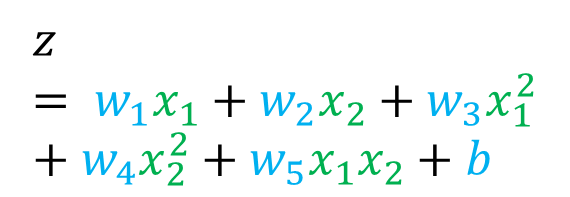 z
= w₁x₁ + w₂x₂ + w₃x₁²
+ w₄x₂² + w₅x₁x₂ + b